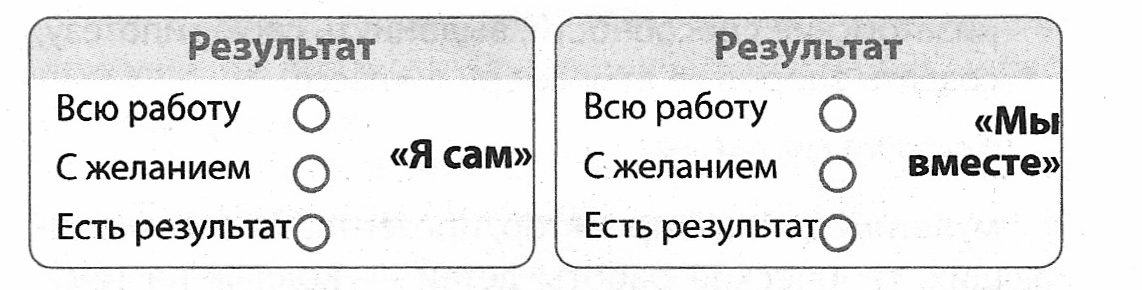 Результат
Всю работу
С желанием
«Я сам»
Есть результат
Результат
Всю работу
«Мы
С желанием
вместе»
Есть результат